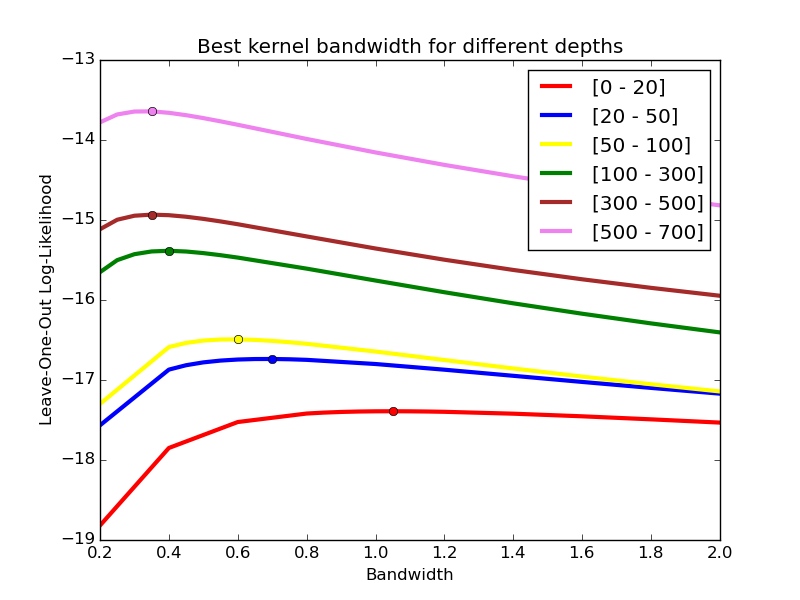 Best kernel bandwidth for different depths
[0 - 20]
[20 - 50]
[50 - 100]
[100 - 300]
[300 - 500]
[500 - 700]
Leave-One-Out Log-Likelihood
−13
−14
−15
−16
−17
−18
−19
0.2 0.4 0.6 0.8 1.0 1.2 1.4 1.6 1.8 2.0
Bandwidth